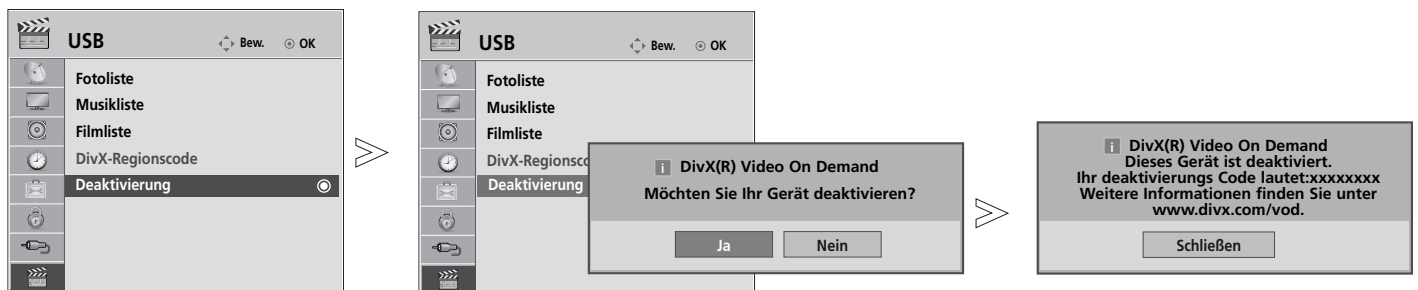 USB Bew. OK
Fotoliste
Musikliste
Filmliste
DivX-Regionscode
Deaktivierung
USB Bew. OK
Fotoliste
Musikliste
Filmliste
DivX-Regionsco
Deaktivierung
i DivX(R) Video On Demand
Möchten Sie Ihr Gerät deaktivieren?
Ja Nein
i DivX(R) Video On Demand
Dieses Gerät ist deaktiviert.
Ihr deaktivierungs Code lautet:xxxxxxxx
Weitere Informationen finden Sie unter
www.divx.com/vod.
Schließen